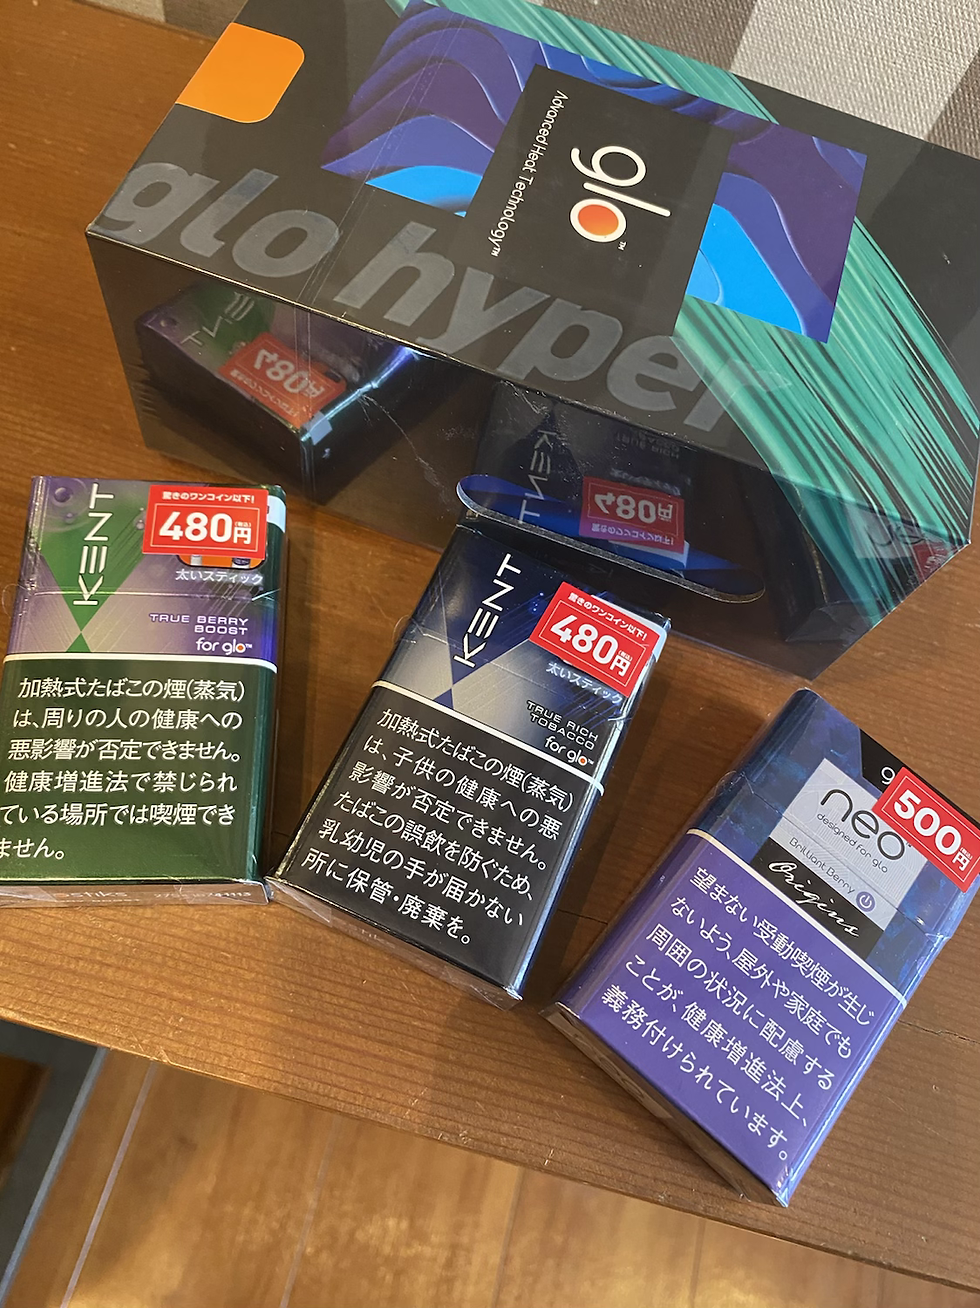 glo™
Advanced Heat Technology™
glo hyper
KENT
驚きのワンコイン以下!
480円(税込)
太いスティック
TRUE BERRY
BOOST
for glo™
加熱式たばこの煙(蒸気)
は、周りの人の健康への
悪影響が否定できません。
健康増進法で禁じられ
ている場所では喫煙でき
ません。
KENT
驚きのワンコイン以下!
480円(税込)
太いスティック
TRUE RICH
TOBACCO
for glo™
加熱式たばこの煙(蒸気)
は、子供の健康への悪
影響が否定できません。
たばこの誤飲を防ぐため、
乳幼児の手が届かない
所に保管・廃棄を。
500円(税込)
neo™
designed for glo
Brilliant Berry
Origins
望まない受動喫煙が生じ
ないよう、屋外や家庭でも
周囲の状況に配慮する
ことが、健康増進法上、
義務付けられています。